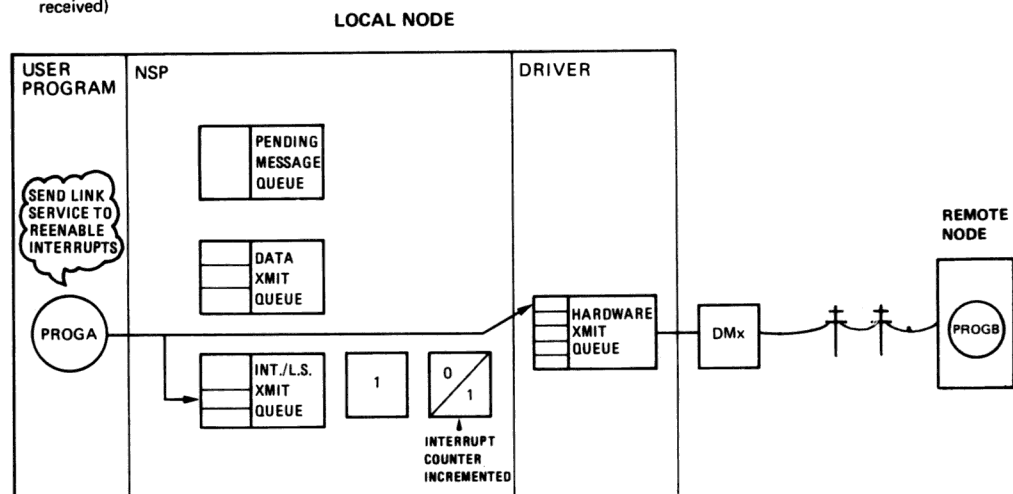 received)
LOCAL NODE
USER
PROGRAM
NSP
DRIVER
PENDING
MESSAGE
QUEUE
SEND LINK
SERVICE TO
REENABLE
INTERRUPTS
DATA
XMIT
QUEUE
REMOTE
NODE
PROGA
HARDWARE
XMIT
QUEUE
DMx
PROGB
INT./L.S.
XMIT
QUEUE
1
0
1
INTERRUPT
COUNTER
INCREMENTED